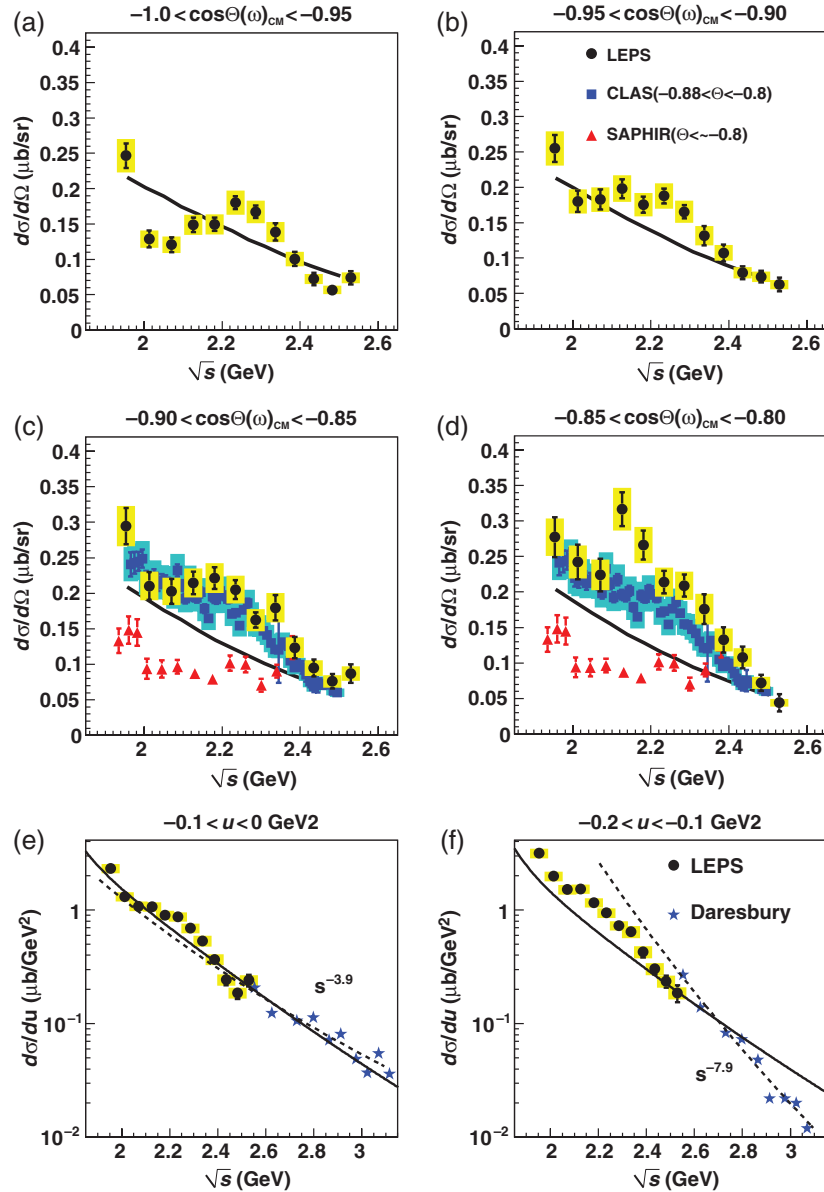 (a)
−1.0 < cosΘ(ω)CM < −0.95
dσ/dΩ (μb/sr)
0.4
0.35
0.3
0.25
0.2
0.15
0.1
0.05
0
2 2.2 2.4 2.6
√s (GeV)
(b)
−0.95 < cosΘ(ω)CM < −0.90
LEPS
CLAS(−0.88<Θ<−0.8)
SAPHIR(Θ<~−0.8)
dσ/dΩ (μb/sr)
0.4
0.35
0.3
0.25
0.2
0.15
0.1
0.05
0
2 2.2 2.4 2.6
√s (GeV)
(c)
−0.90 < cosΘ(ω)CM < −0.85
dσ/dΩ (μb/sr)
0.4
0.35
0.3
0.25
0.2
0.15
0.1
0.05
0
2 2.2 2.4 2.6
√s (GeV)
(d)
−0.85 < cosΘ(ω)CM < −0.80
dσ/dΩ (μb/sr)
0.4
0.35
0.3
0.25
0.2
0.15
0.1
0.05
0
2 2.2 2.4 2.6
√s (GeV)
(e)
−0.1 < u < 0 GeV2
dσ/du (μb/GeV²)
1
10⁻¹
10⁻²
s⁻³·⁹
2 2.2 2.4 2.6 2.8 3
√s (GeV)
(f)
−0.2 < u < −0.1 GeV2
LEPS
Daresbury
dσ/du (μb/GeV²)
1
10⁻¹
10⁻²
s⁻⁷·⁹
2 2.2 2.4 2.6 2.8 3
√s (GeV)